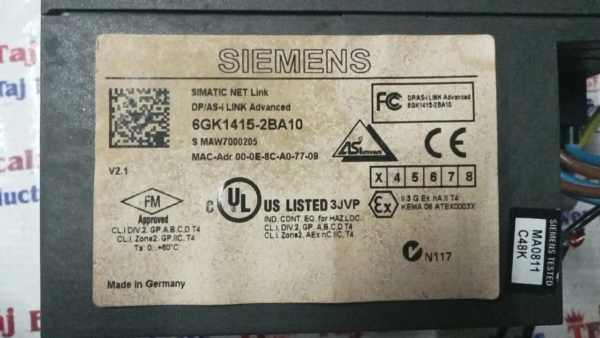 SIEMENS
SIMATIC NET Link
DP/AS-i LINK Advanced
6GK1415-2BA10
S MAW7000205
MAC-Adr 00-0E-8C-A0-77-09
V2.1
FC
DP/AS-i LINK Advanced
6GK1415-2BA10
X 4 5 6 7 8
FM
Approved
CL.I.DIV.2, GP.A,B,C,D T4
CL.I, Zone2, GP.IIC, T4
Ta: 0...+60°C
C UL US LISTED 3JVP
IND. CONT. EQ. for HAZ.LOC.
CL.I, DIV.2, GP. A,B,C,D T4
CL.I, Zone2, AEx nC IIC, T4
Ex II 3 G Ex nA II T4
KEMA 08 ATEX0003X
N117
Made in Germany
SIEMENS TESTED
MA0811
C48K